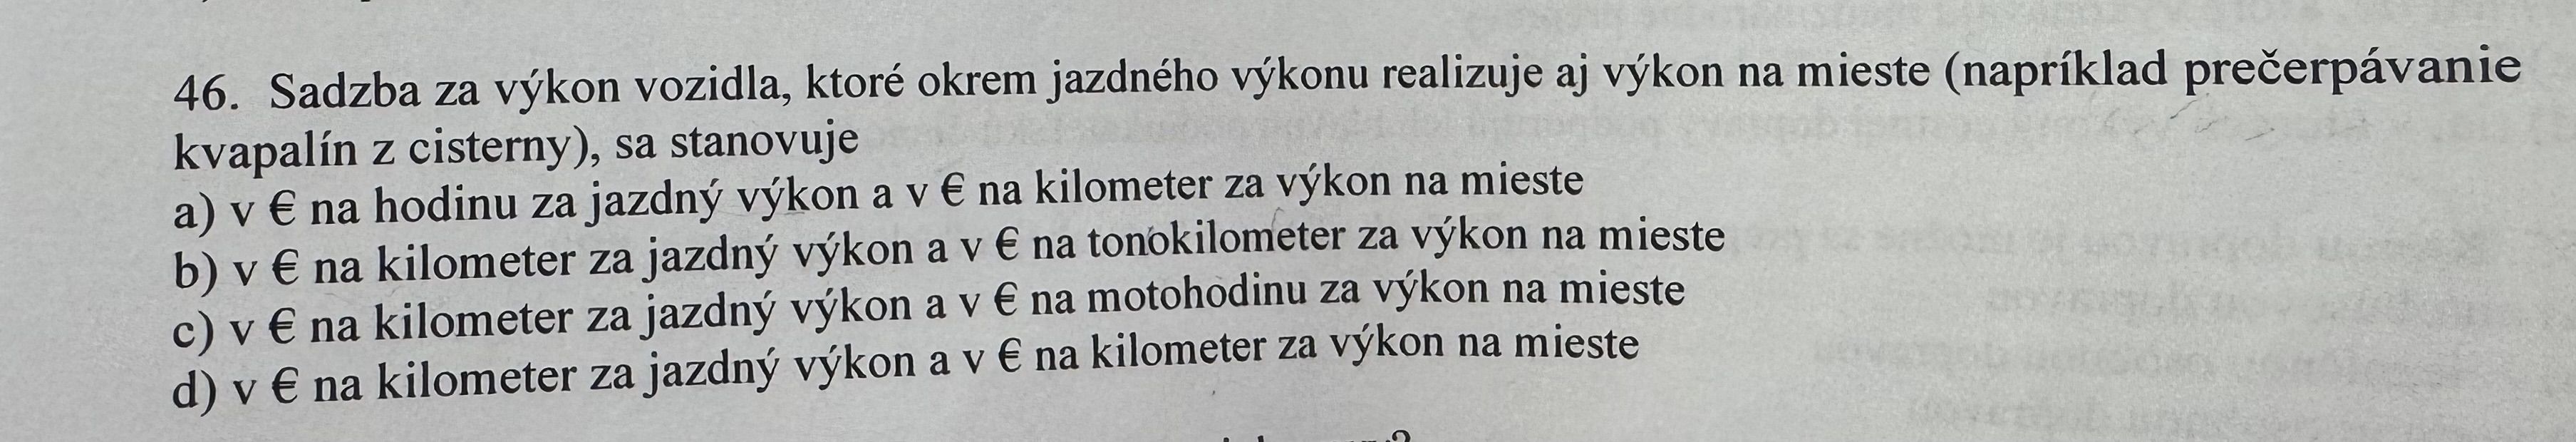 46. Sadzba za výkon vozidla, ktoré okrem jazdného výkonu realizuje aj výkon na mieste (napríklad prečerpávanie
kvapalín z cisterny), sa stanovuje
a) v € na hodinu za jazdný výkon a v € na kilometer za výkon na mieste
b) v € na kilometer za jazdný výkon a v € na tonokilometer za výkon na mieste
c) v € na kilometer za jazdný výkon a v € na motohodinu za výkon na mieste
d) v € na kilometer za jazdný výkon a v € na kilometer za výkon na mieste